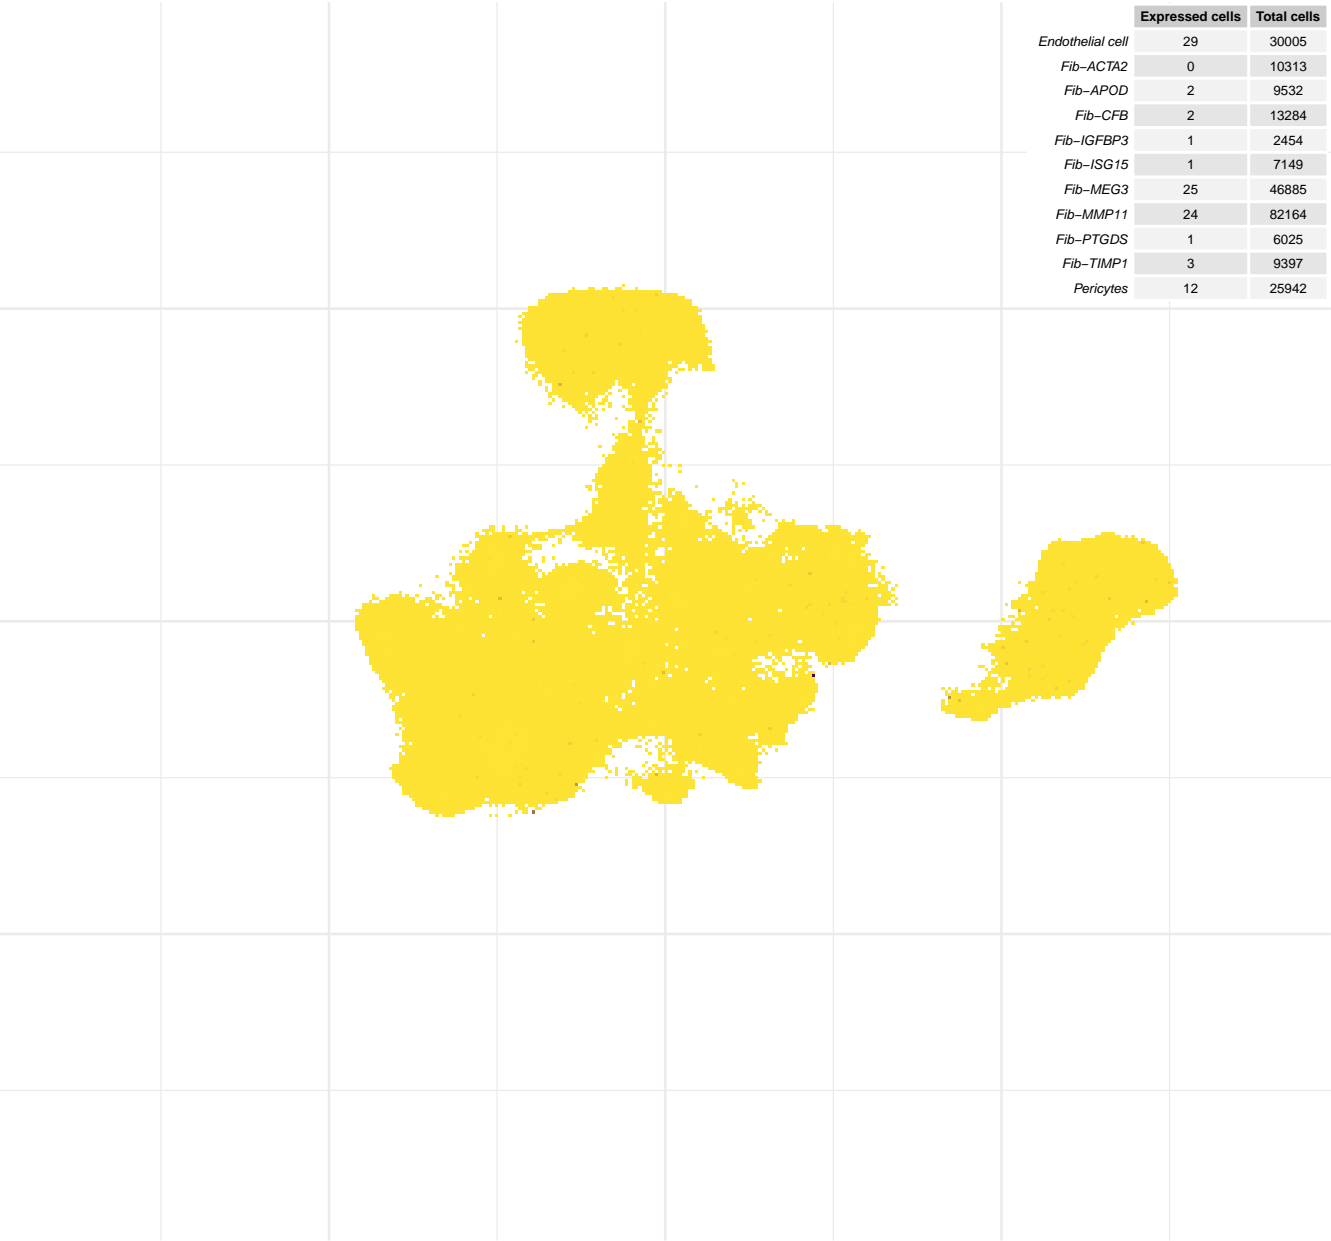 Expressed cells Total cells
Endothelial cell 29 30005
Fib−ACTA2 0 10313
Fib−APOD 2 9532
Fib−CFB 2 13284
Fib−IGFBP3 1 2454
Fib−ISG15 1 7149
Fib−MEG3 25 46885
Fib−MMP11 24 82164
Fib−PTGDS 1 6025
Fib−TIMP1 3 9397
Pericytes 12 25942